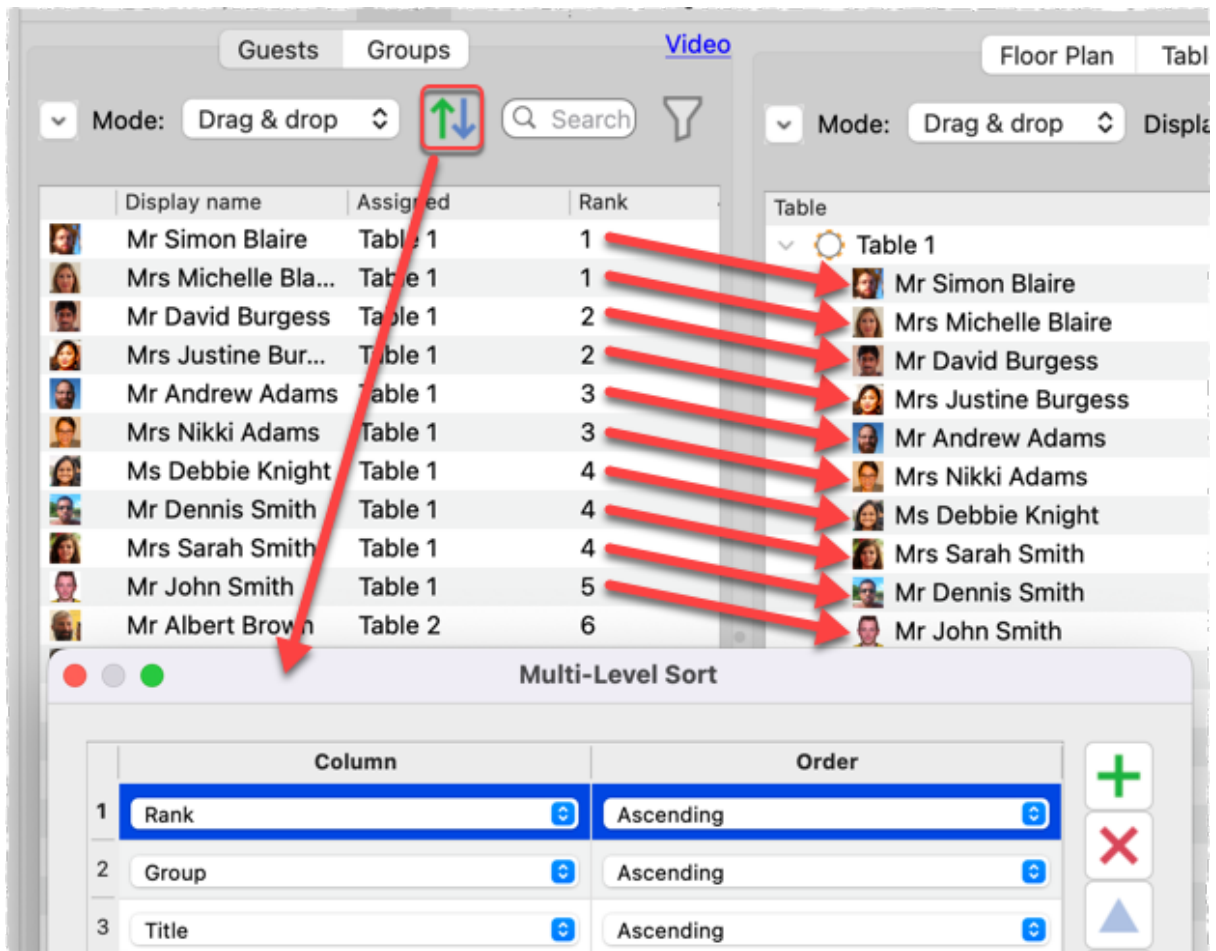 Guests Groups Video
Mode: Drag & drop Search
Display name Assigned Rank
Mr Simon Blaire Table 1 1
Mrs Michelle Bla... Table 1 1
Mr David Burgess Table 1 2
Mrs Justine Bur... Table 1 2
Mr Andrew Adams Table 1 3
Mrs Nikki Adams Table 1 3
Ms Debbie Knight Table 1 4
Mr Dennis Smith Table 1 4
Mrs Sarah Smith Table 1 4
Mr John Smith Table 1 5
Mr Albert Brown Table 2 6
Floor Plan Tabl
Mode: Drag & drop Displa
Table
Table 1
Mr Simon Blaire
Mrs Michelle Blaire
Mr David Burgess
Mrs Justine Burgess
Mr Andrew Adams
Mrs Nikki Adams
Ms Debbie Knight
Mrs Sarah Smith
Mr Dennis Smith
Mr John Smith
Multi-Level Sort
Column Order
1 Rank Ascending
2 Group Ascending
3 Title Ascending